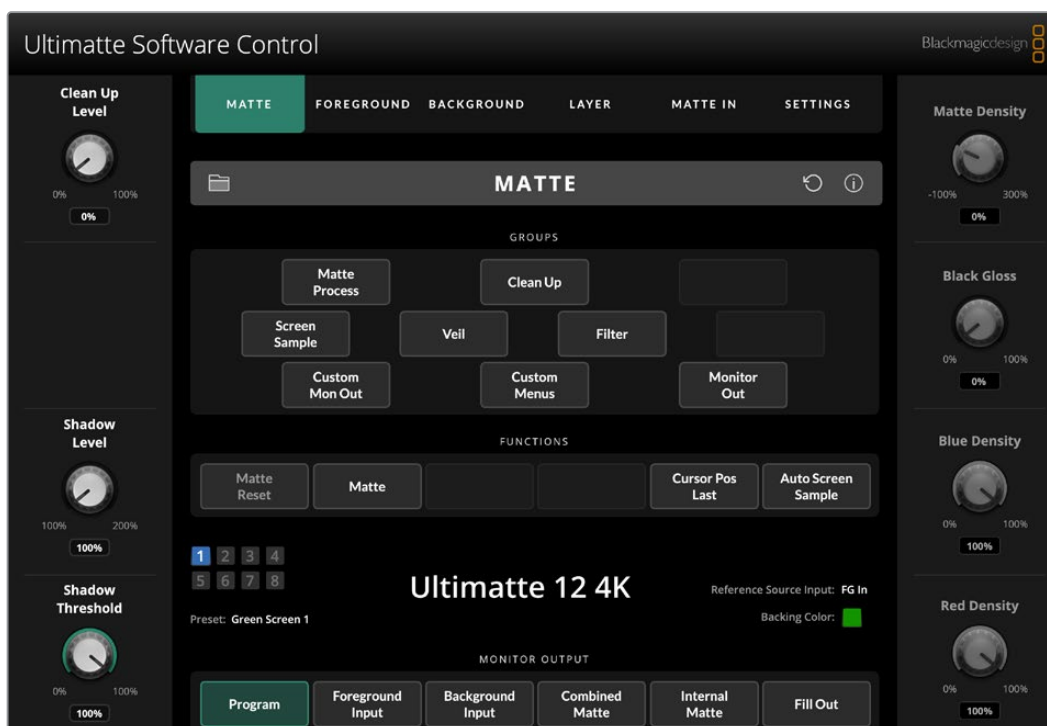 Ultimatte Software Control
Blackmagicdesign
Clean Up
Level
0%
100%
0%
MATTE
FOREGROUND
BACKGROUND
LAYER
MATTE IN
SETTINGS
Matte Density
-100%
300%
0%
MATTE
GROUPS
Matte
Process
Clean Up
Screen
Sample
Veil
Filter
Custom
Mon Out
Custom
Menus
Monitor
Out
Black Gloss
0%
100%
0%
Shadow
Level
100%
200%
100%
FUNCTIONS
Matte
Reset
Matte
Cursor Pos
Last
Auto Screen
Sample
Blue Density
0%
100%
100%
1 2 3 4
5 6 7 8
Preset: Green Screen 1
Ultimatte 12 4K
Reference Source Input: FG In
Backing Color:
Shadow
Threshold
0%
100%
100%
MONITOR OUTPUT
Program
Foreground
Input
Background
Input
Combined
Matte
Internal
Matte
Fill Out
Red Density
0%
100%
100%